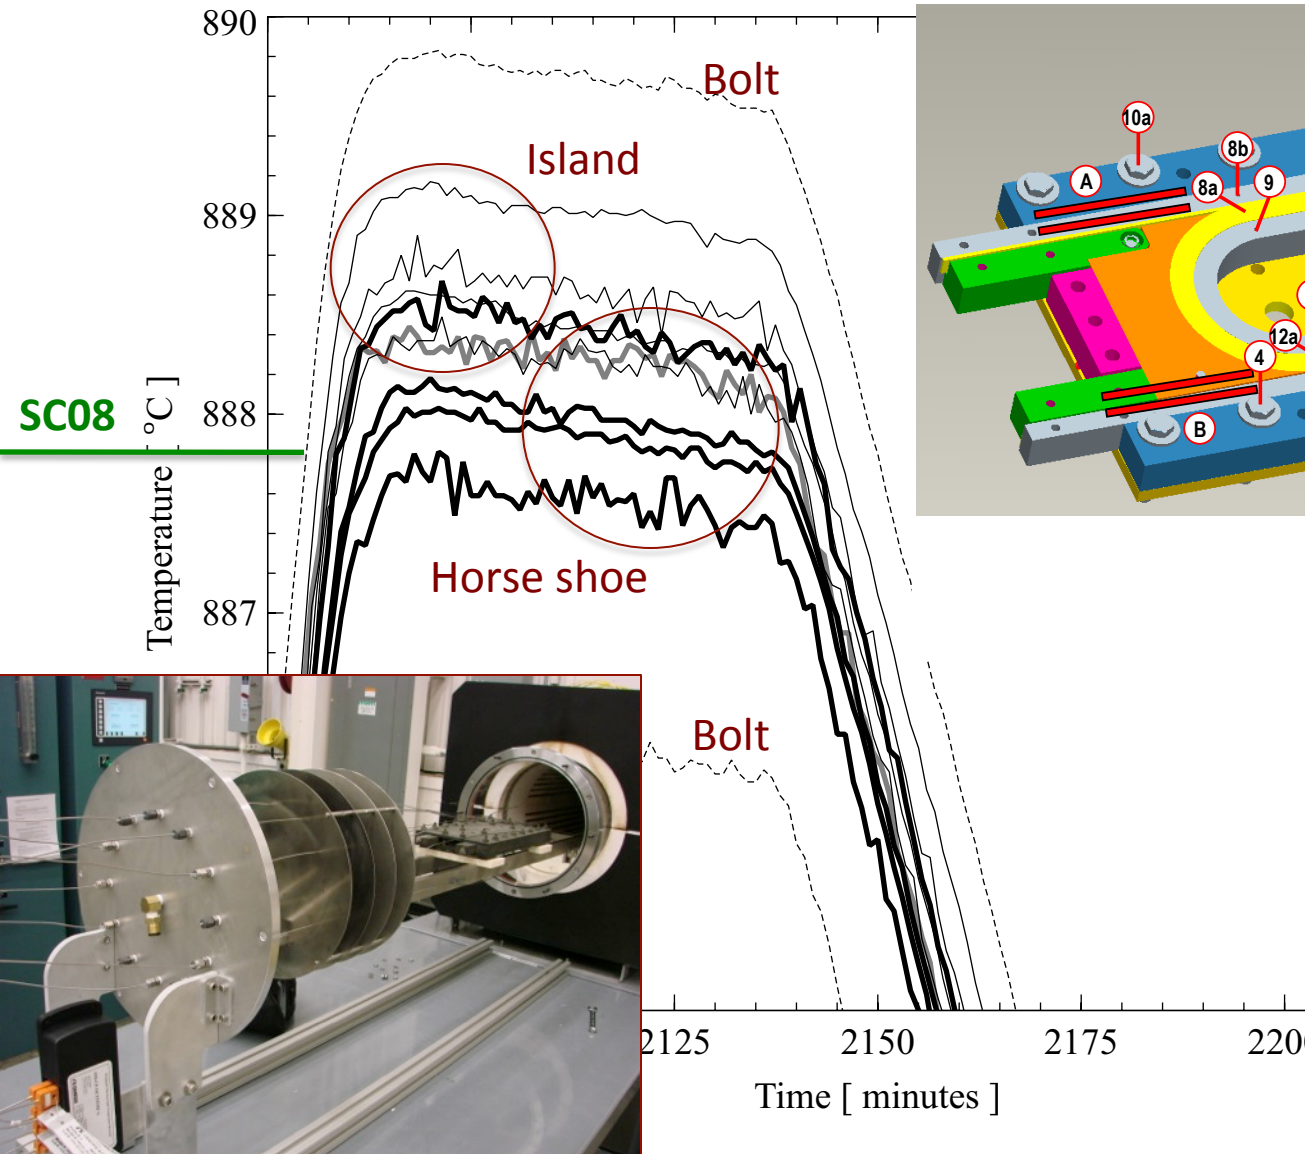 890
Bolt
Island
889
10a
8b
A
8a
9
12a
4
B
SC08
888
Temperature [ °C ]
Horse shoe
887
Bolt
2125
2150
2175
220
Time [ minutes ]